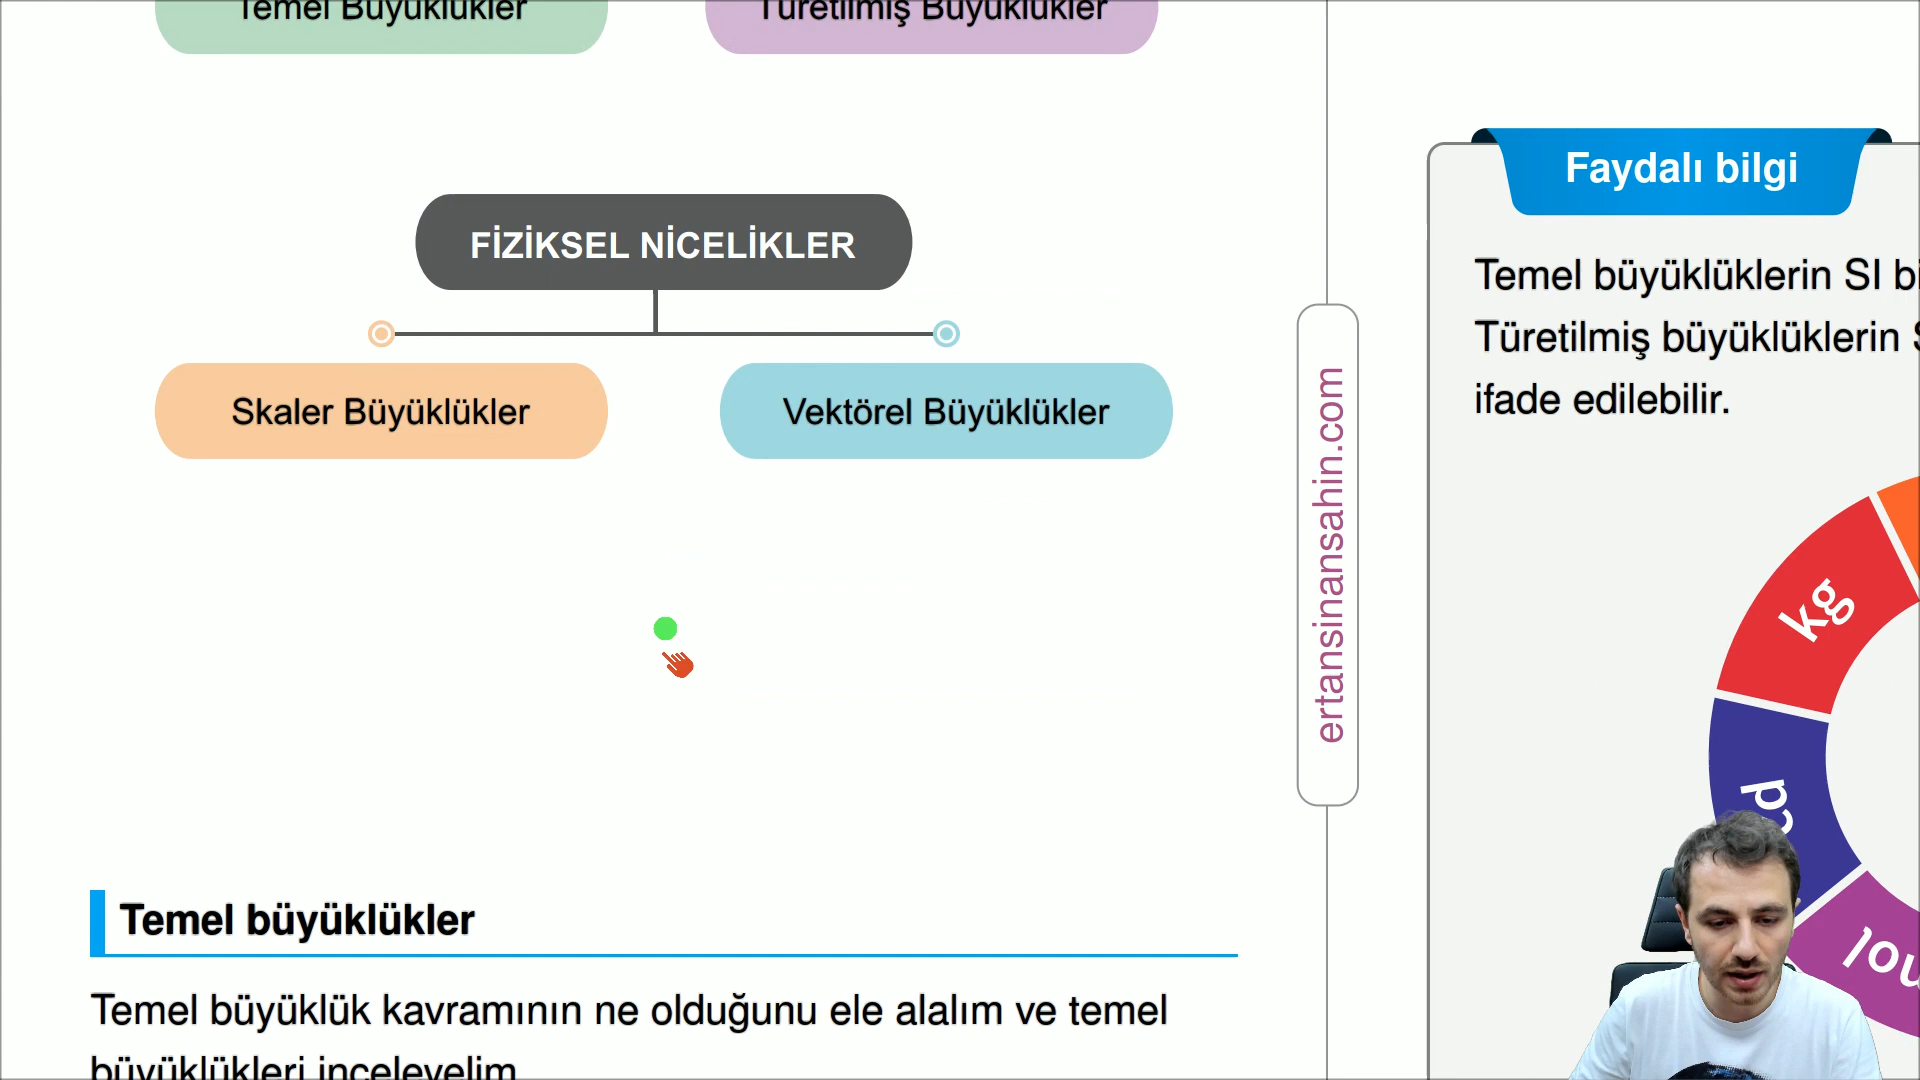 Temel Büyüklükler
Türetilmiş Büyüklükler
FİZİKSEL NİCELİKLER
Skaler Büyüklükler
Vektörel Büyüklükler
Temel büyüklükler
Temel büyüklük kavramının ne olduğunu ele alalım ve temel
büyüklükleri inceleyelim
ertansinansahin.com
Faydalı bilgi
Temel büyüklüklerin SI
Türetilmiş büyüklüklerin
ifade edilebilir.
kg
cd